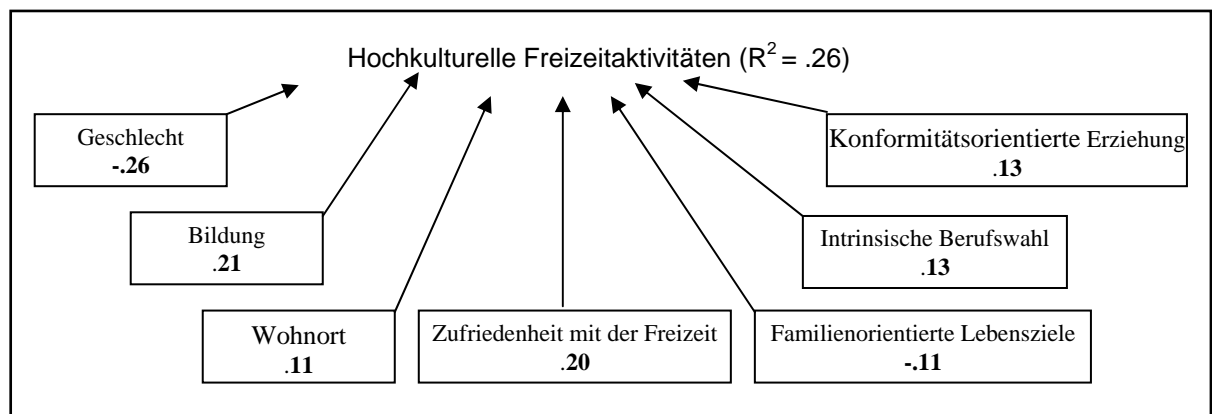 Hochkulturelle Freizeitaktivitäten (R² = .26)
Geschlecht
-.26
Konformitätsorientierte Erziehung
.13
Bildung
.21
Intrinsische Berufswahl
.13
Wohnort
.11
Zufriedenheit mit der Freizeit
.20
Familienorientierte Lebensziele
-.11